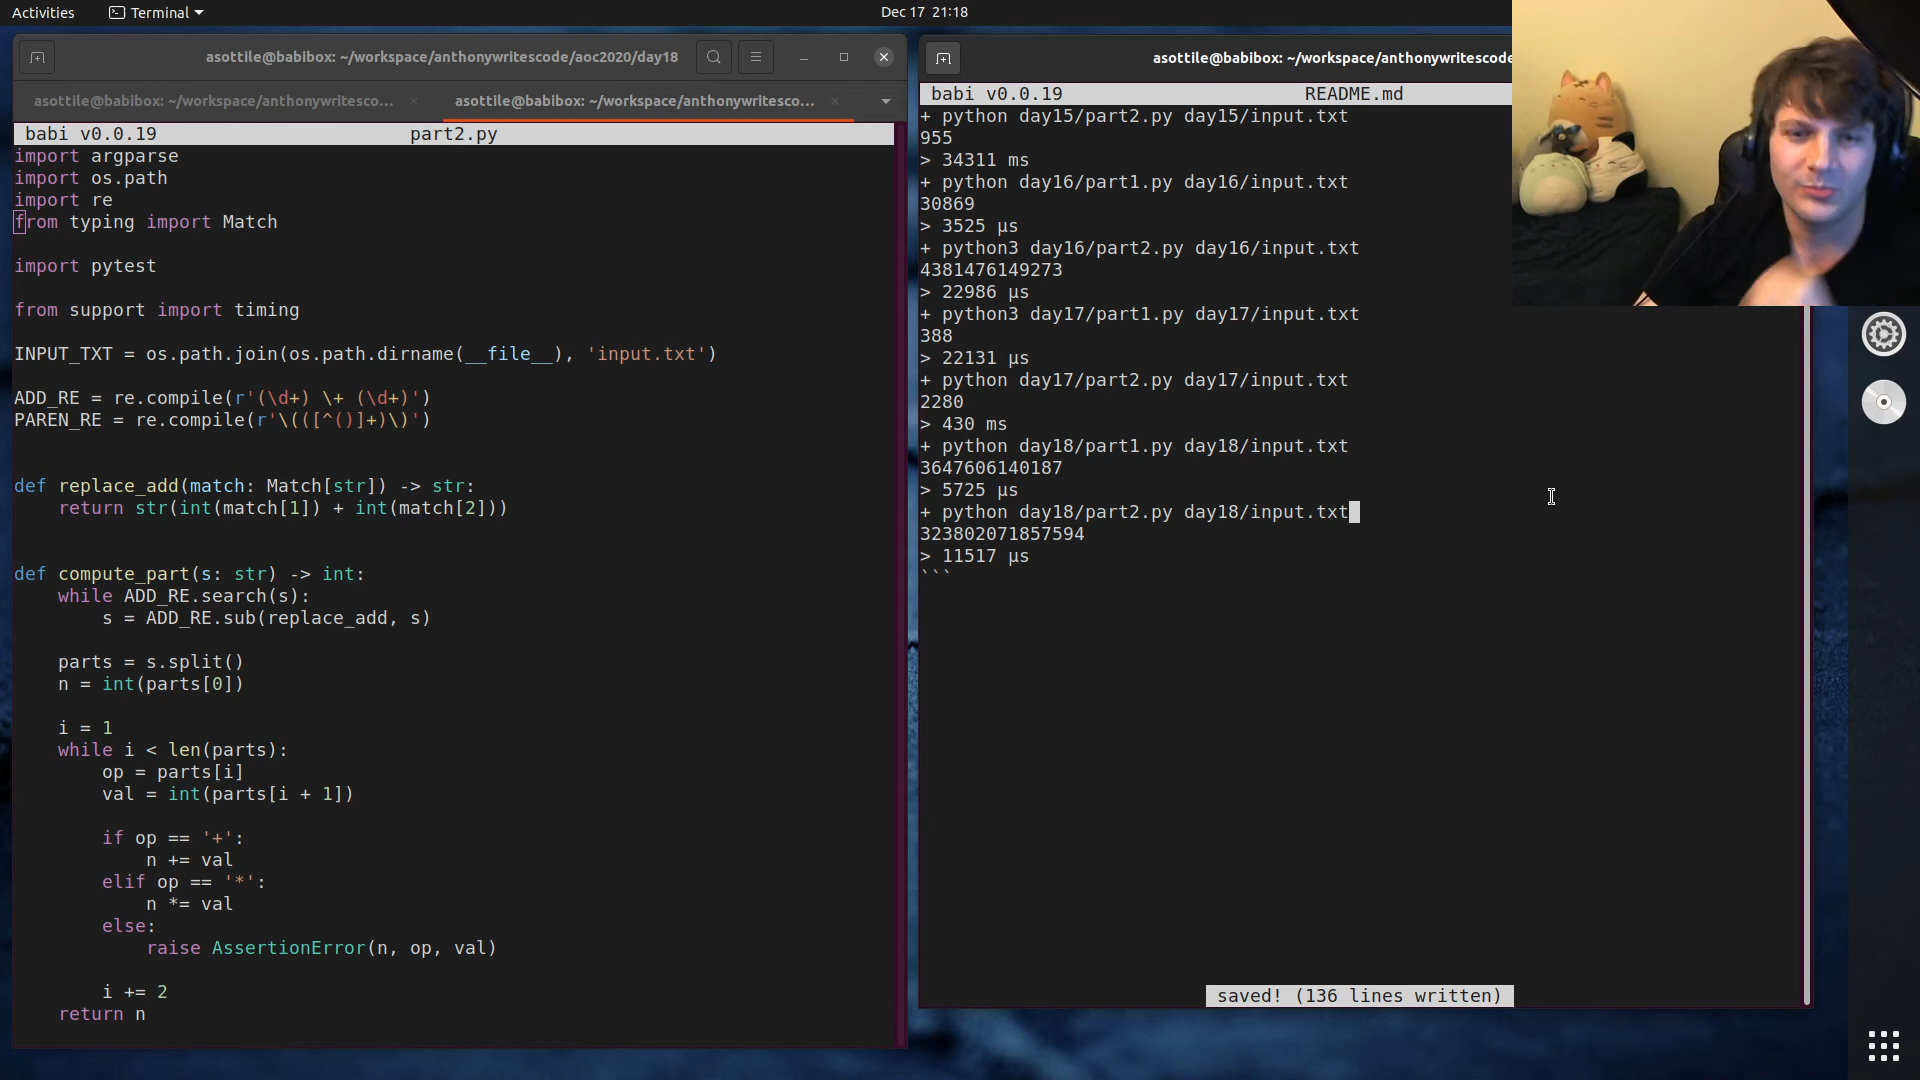 Activities
Terminal
Dec 17 21:18
asottile@babibox: ~/workspace/anthonywritescode/aoc2020/day18
asottile@babibox: ~/workspace/anthonywritesco...
asottile@babibox: ~/workspace/anthonywritesco...
babi v0.0.19 part2.py
import argparse
import os.path
import re
from typing import Match
import pytest
from support import timing
INPUT_TXT = os.path.join(os.path.dirname(__file__), 'input.txt')
ADD_RE = re.compile(r'(\d+) \+ (\d+)')
PAREN_RE = re.compile(r'\(([^()]+)\)')
def replace_add(match: Match[str]) -> str:
    return str(int(match[1]) + int(match[2]))
def compute_part(s: str) -> int:
    while ADD_RE.search(s):
        s = ADD_RE.sub(replace_add, s)
    parts = s.split()
    n = int(parts[0])
    i = 1
    while i < len(parts):
        op = parts[i]
        val = int(parts[i + 1])
        if op == '+':
            n += val
        elif op == '*':
            n *= val
        else:
            raise AssertionError(n, op, val)
        i += 2
    return n
asottile@babibox: ~/workspace/anthonywritescode
babi v0.0.19 README.md
+ python day15/part2.py day15/input.txt
955
> 34311 ms
+ python day16/part1.py day16/input.txt
30869
> 3525 μs
+ python3 day16/part2.py day16/input.txt
4381476149273
> 22986 μs
+ python3 day17/part1.py day17/input.txt
388
> 22131 μs
+ python day17/part2.py day17/input.txt
2280
> 430 ms
+ python day18/part1.py day18/input.txt
3647606140187
> 5725 μs
+ python day18/part2.py day18/input.txt
323802071857594
> 11517 μs
```
saved! (136 lines written)